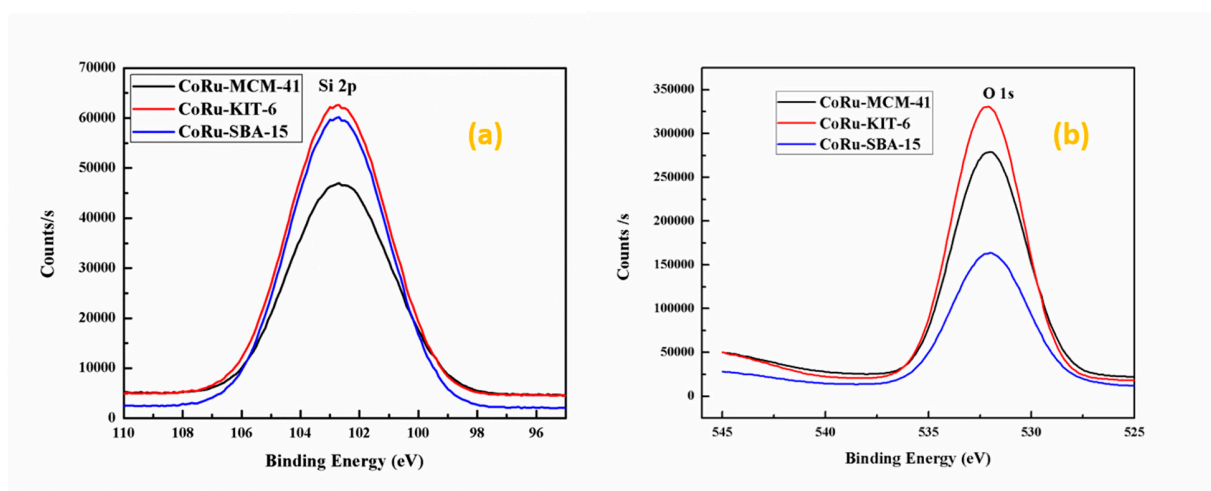 70000
60000
50000
40000
30000
20000
10000
0
CoRu-MCM-41
CoRu-KIT-6
CoRu-SBA-15
Si 2p
(a)
Counts/s
110 108 106 104 102 100 98 96
Binding Energy (eV)
350000
300000
250000
200000
150000
100000
50000
0
O 1s
CoRu-MCM-41
CoRu-KIT-6
CoRu-SBA-15
(b)
Counts /s
545 540 535 530 525
Binding Energy (eV)